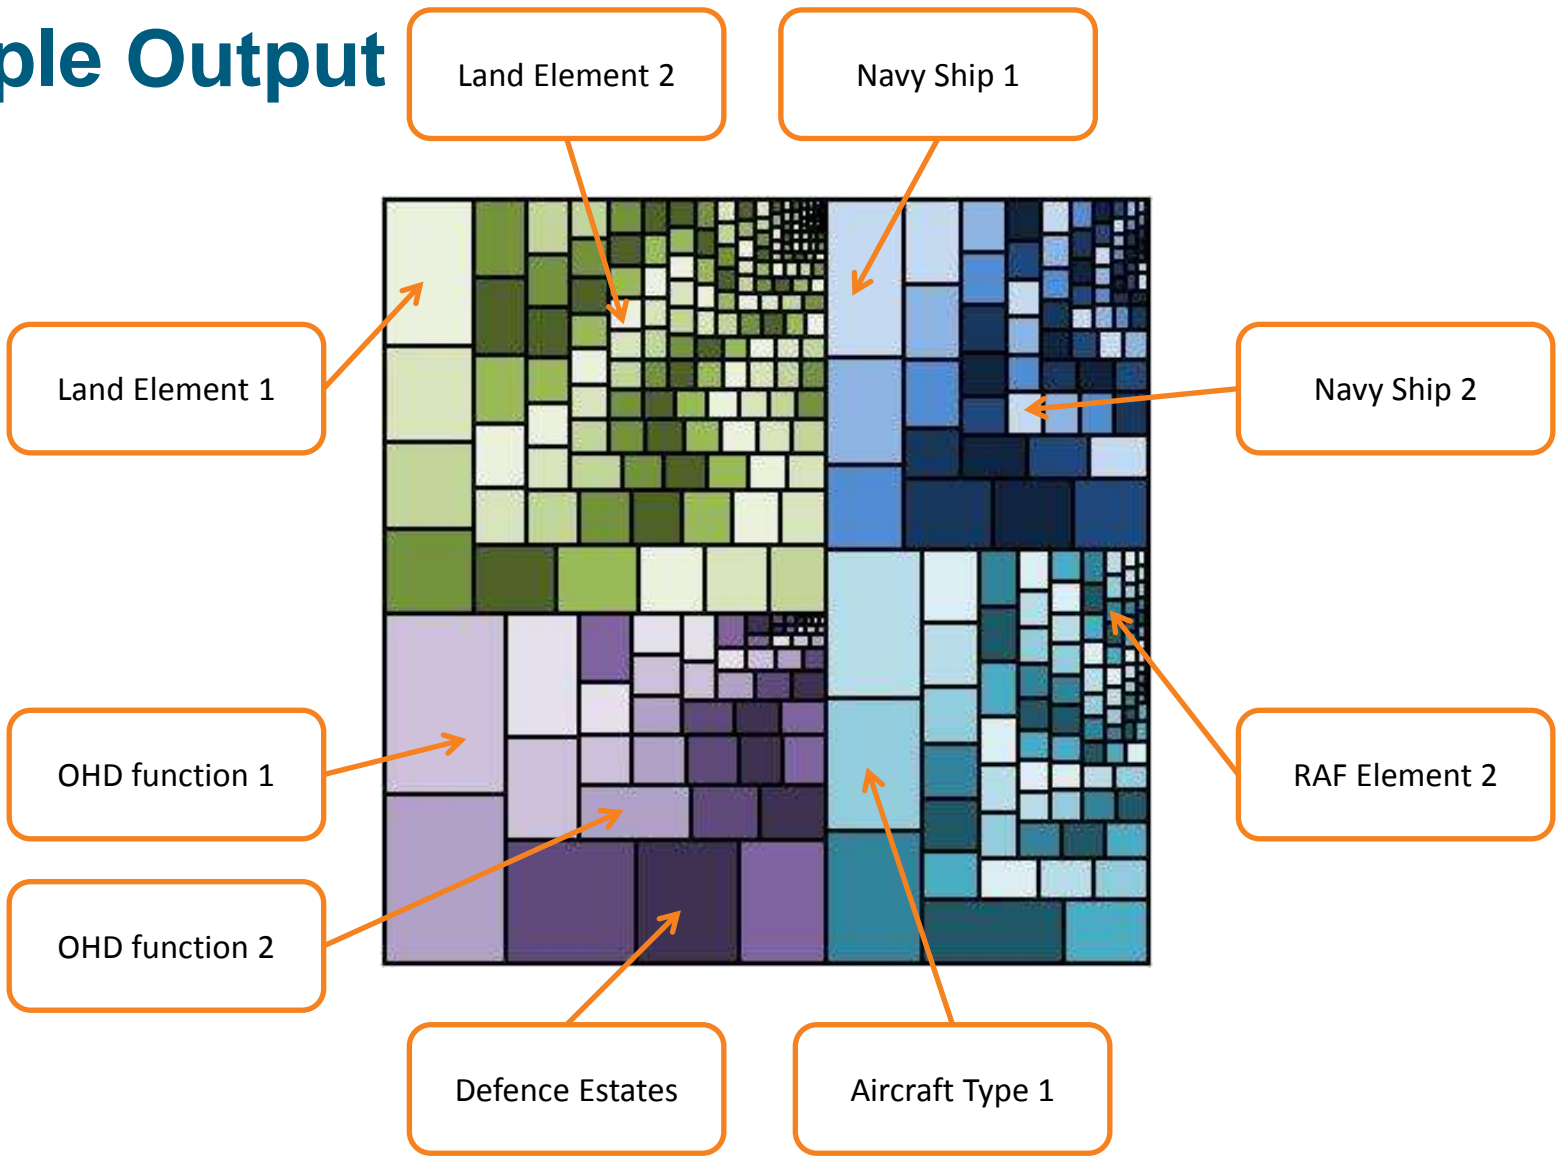 ple Output
Land Element 2
Navy Ship 1
Land Element 1
Navy Ship 2
OHD function 1
RAF Element 2
OHD function 2
Defence Estates
Aircraft Type 1